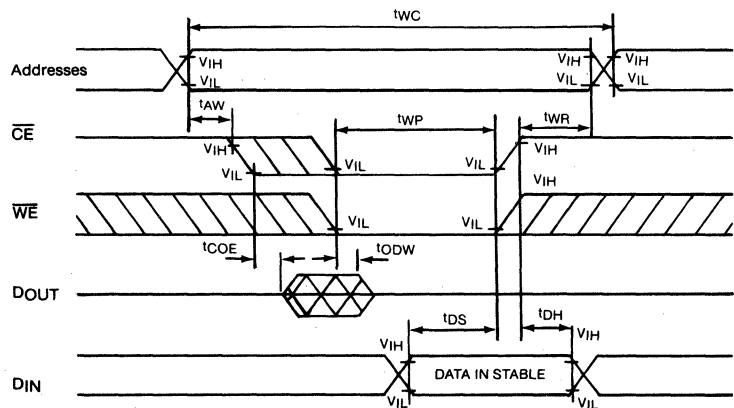 tWC
Addresses VIH VIH VIH
VIL VIL VIL
tAW tWP tWR
CE VIH
VIL VIL VIL
VIH
WE VIL VIL
tCOE tODW
DOUT
tDS tDH
VIH VIH
DIN DATA IN STABLE
VIL VIL